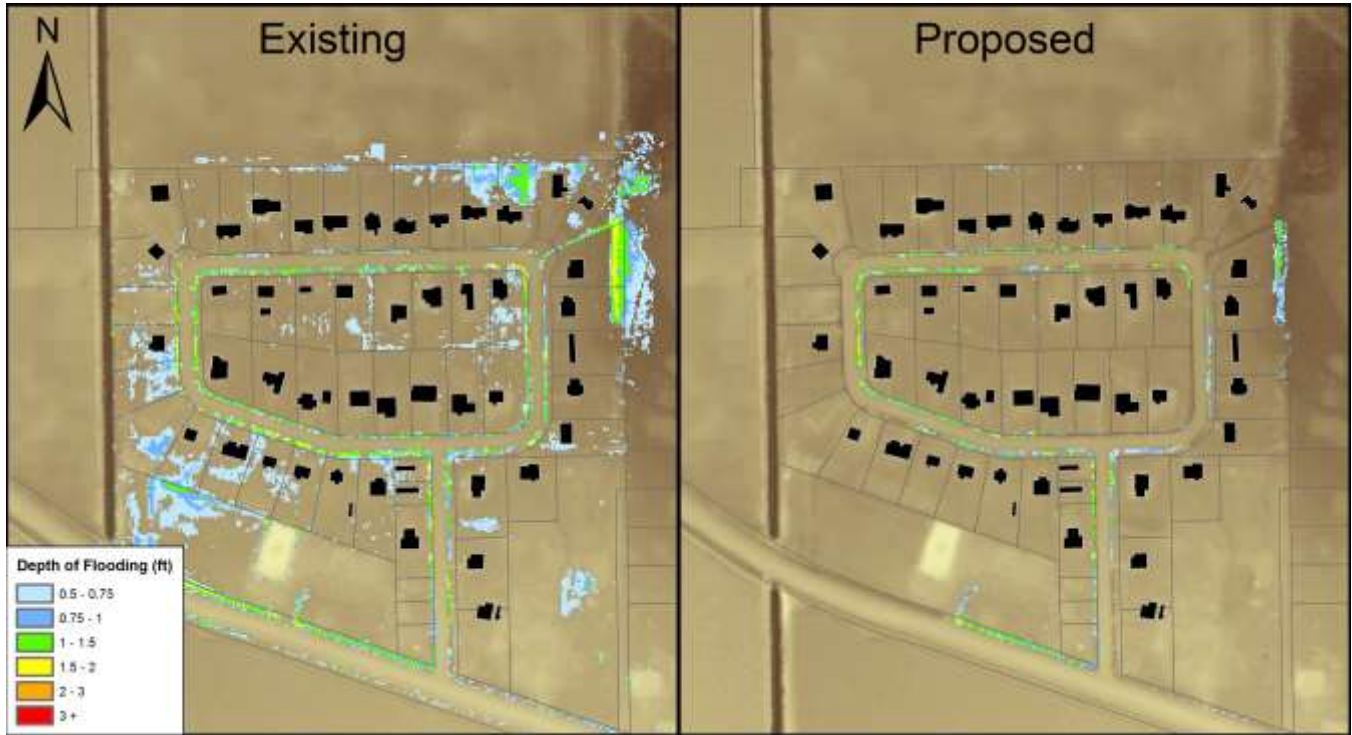 N
Existing
Proposed
Depth of Flooding (ft)
0.5 - 0.75
0.75 - 1
1 - 1.5
1.5 - 2
2 - 3
3 +